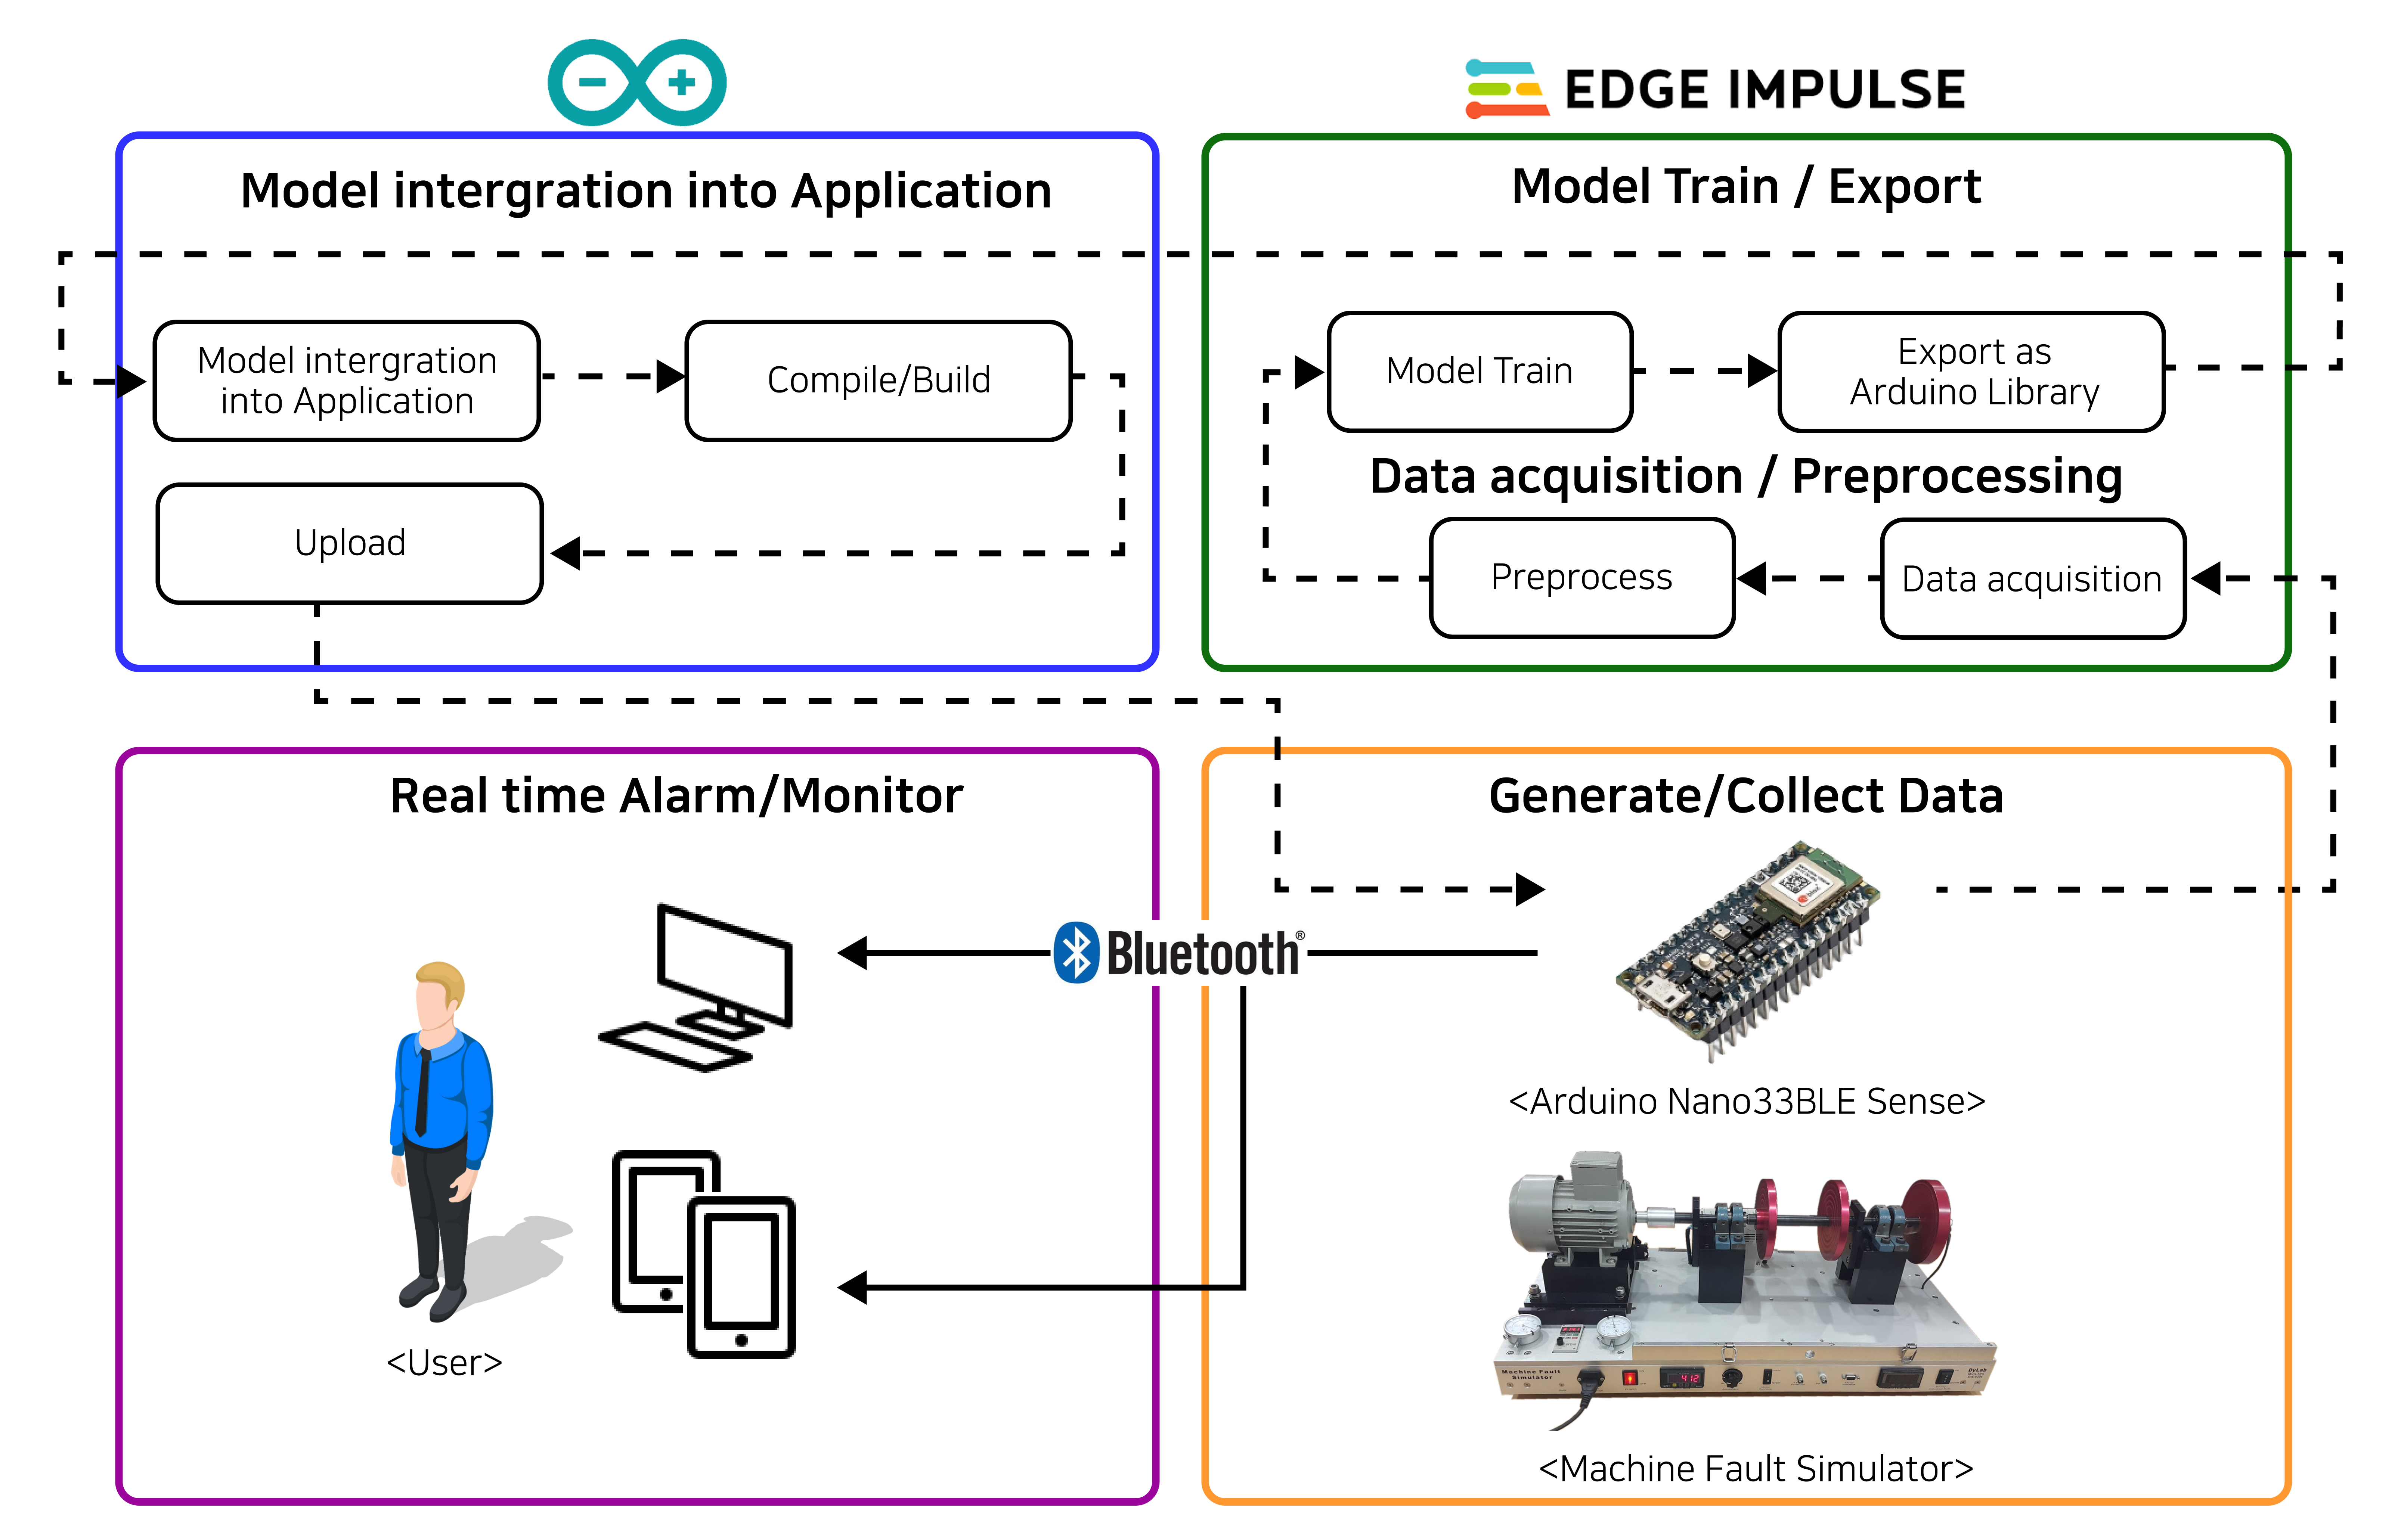 EDGE IMPULSE
Model intergration into Application
Model intergration
into Application
Compile/Build
Upload
Model Train / Export
Model Train
Export as
Arduino Library
Data acquisition / Preprocessing
Preprocess
Data acquisition
Real time Alarm/Monitor
<User>
Bluetooth®
Generate/Collect Data
<Arduino Nano33BLE Sense>
Machine Fault
Simulator
412
DyLab
<Machine Fault Simulator>